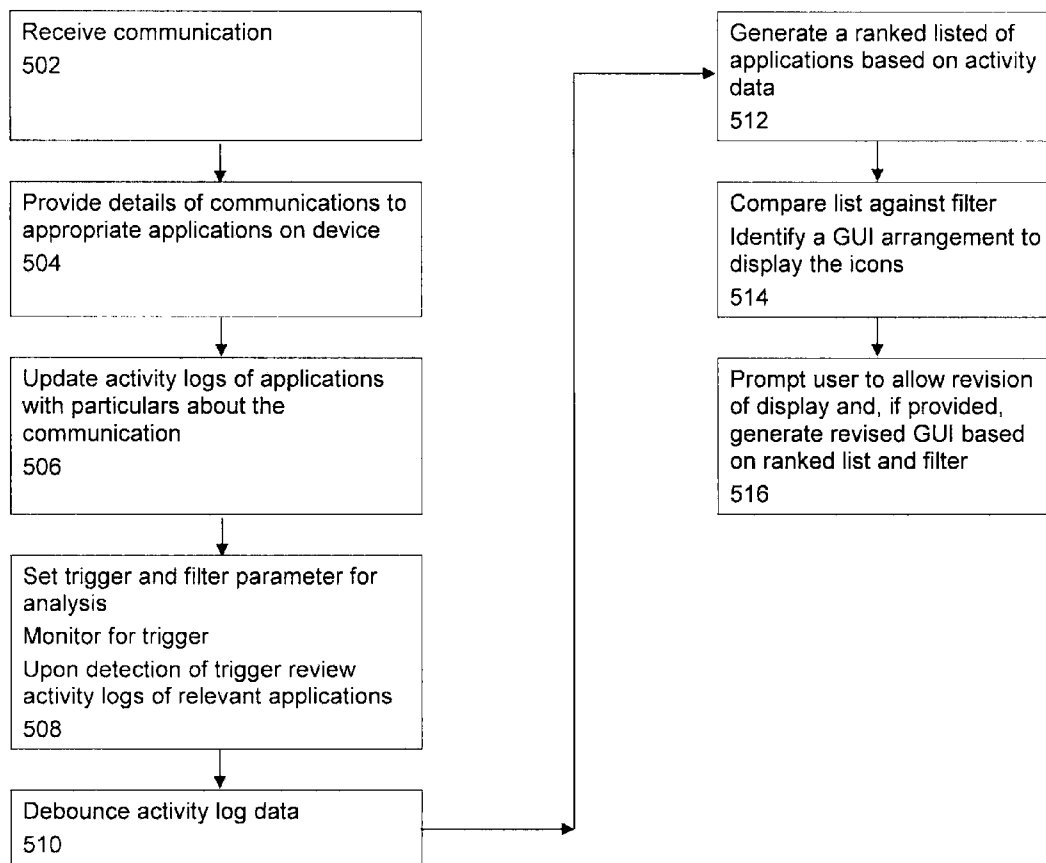 Receive communication
502
Provide details of communications to
appropriate applications on device
504
Update activity logs of applications
with particulars about the
communication
506
Set trigger and filter parameter for
analysis
Monitor for trigger
Upon detection of trigger review
activity logs of relevant applications
508
Debounce activity log data
510
Generate a ranked listed of
applications based on activity
data
512
Compare list against filter
Identify a GUI arrangement to
display the icons
514
Prompt user to allow revision
of display and, if provided,
generate revised GUI based
on ranked list and filter
516